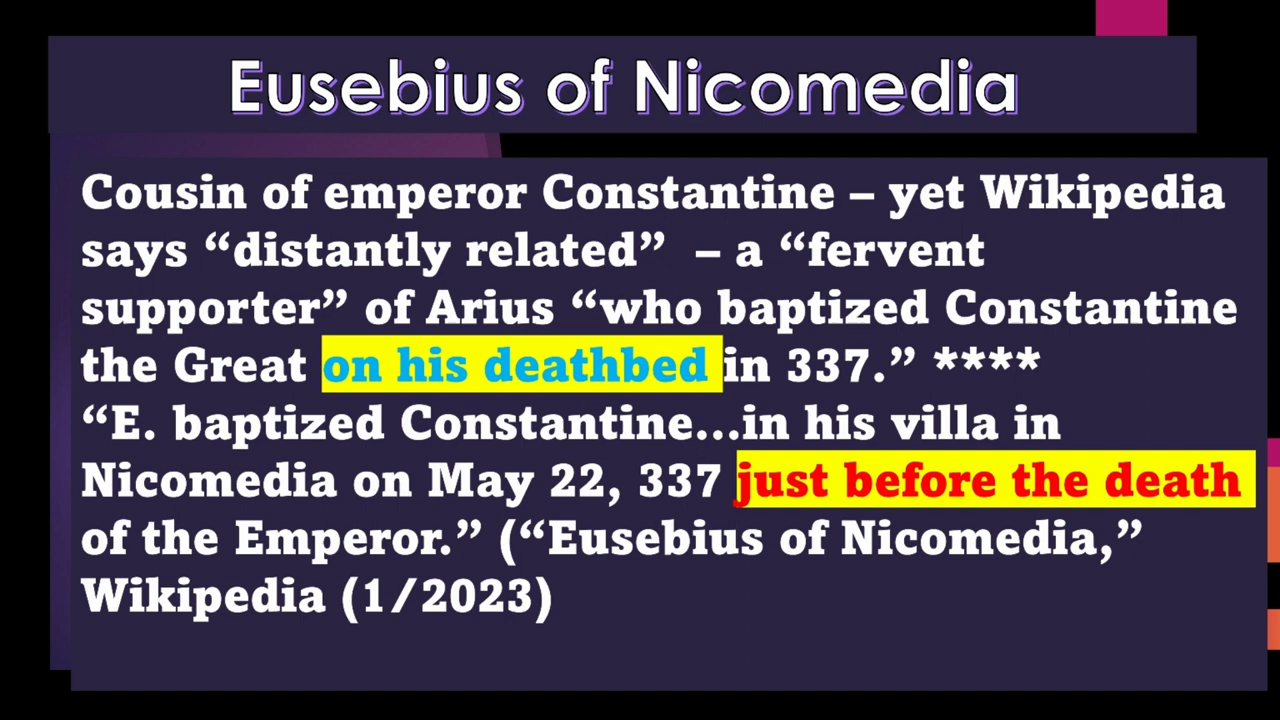 Eusebius of Nicomedia
Cousin of emperor Constantine – yet Wikipedia
says “distantly related” – a “fervent
supporter” of Arius “who baptized Constantine
the Great on his deathbed in 337.” ****
“E. baptized Constantine...in his villa in
Nicomedia on May 22, 337 just before the death
of the Emperor.” (“Eusebius of Nicomedia,”
Wikipedia (1/2023)